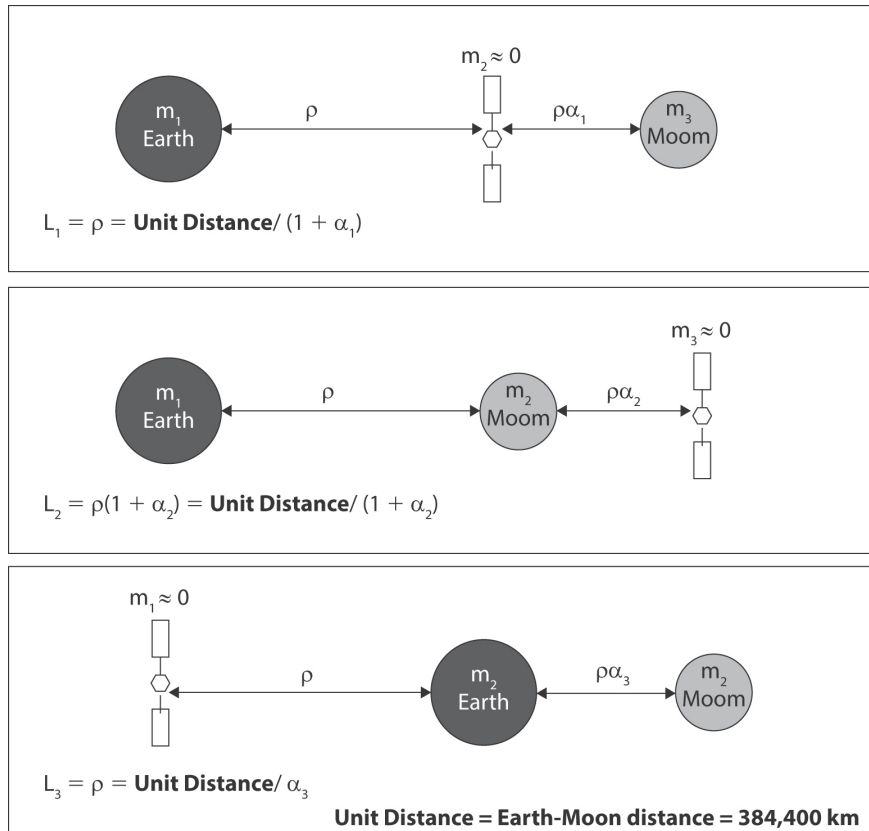 m₂ ≈ 0
m₁
Earth
ρ
ρα₁
m₃
Moom
L₁ = ρ = Unit Distance/ (1 + α₁)
m₃ ≈ 0
m₁
Earth
ρ
m₂
Moom
ρα₂
L₂ = ρ(1 + α₂) = Unit Distance/ (1 + α₂)
m₁ ≈ 0
ρ
m₂
Earth
ρα₃
m₂
Moom
L₃ = ρ = Unit Distance/ α₃
Unit Distance = Earth-Moon distance = 384,400 km